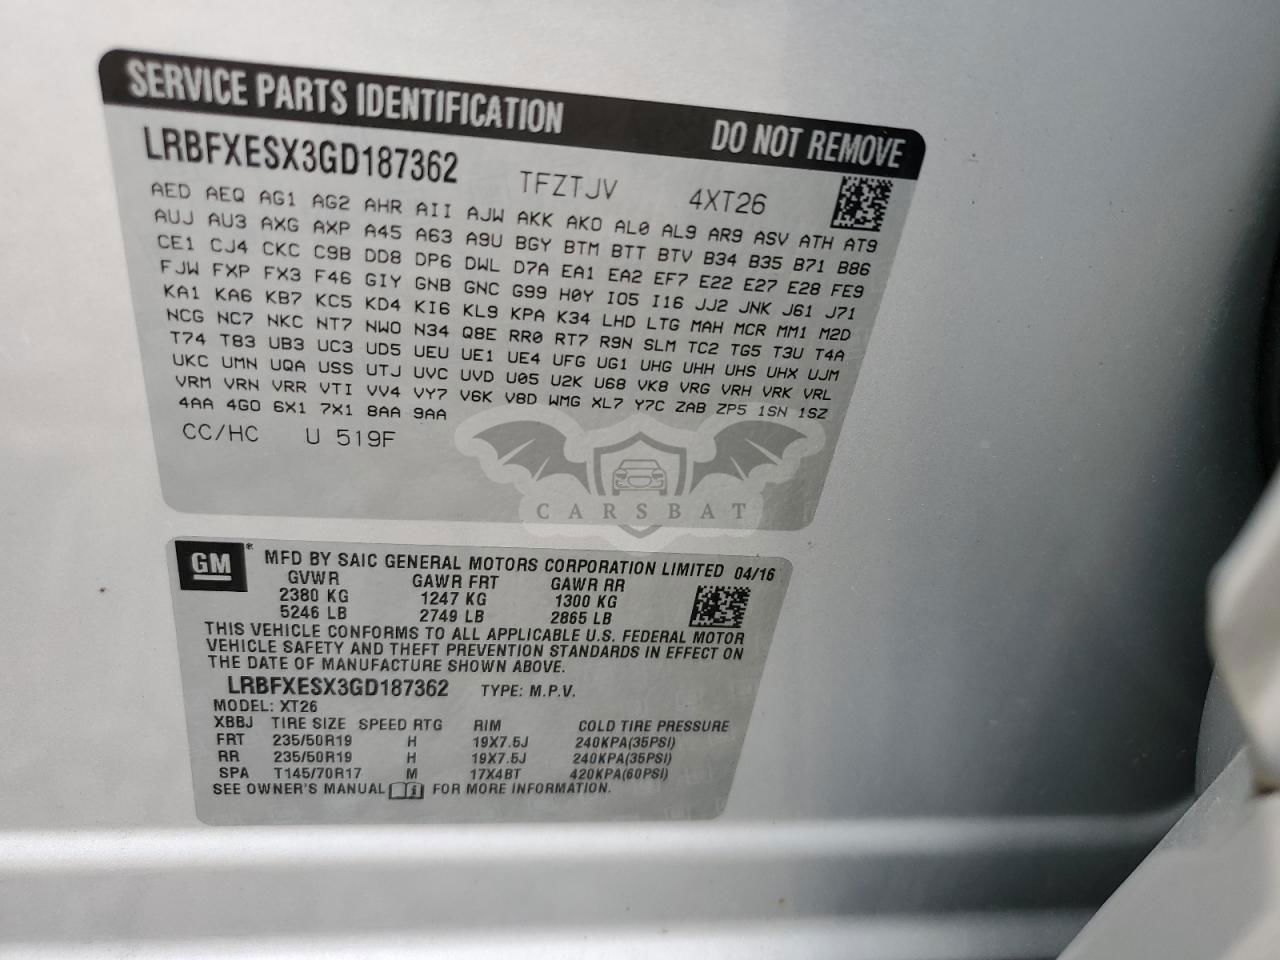 SERVICE PARTS IDENTIFICATION DO NOT REMOVE
LRBFXESX3GD187362 TFZTJV 4XT26
AED AEQ AG1 AG2 AHR AII AJW AKK AKO AL0 AL9 AR9 ASV ATH AT9
AUJ AU3 AXG AXP A45 A63 A9U BGY BTM BTT BTV B34 B35 B71 B86
CE1 CJ4 CKC C9B DD8 DP6 DWL D7A EA1 EA2 EF7 E22 E27 E28 FE9
FJW FXP FX3 F46 GIY GNB GNC G99 H0Y IO5 I16 JJ2 JNK J61 J71
KA1 KA6 KB7 KC5 KD4 KI6 KL9 KPA K34 LHD LTG MAH MCR MM1 M2D
NCG NC7 NKC NT7 NWO N34 Q8E RR0 RT7 R9N SLM TC2 TG5 T3U T4A
T74 T83 UB3 UC3 UD5 UEU UE1 UE4 UFG UG1 UHG UHH UHS UHX UJM
UKC UMN UQA USS UTJ UVC UVD U05 U2K U68 VK8 VRG VRH VRK VRL
VRM VRN VRR VTI VV4 VY7 V6K V8D WMG XL7 Y7C ZAB ZP5 1SN 1SZ
4AA 4GO 6X1 7X1 8AA 9AA
CC/HC U 519F
CARSBAT
GM MFD BY SAIC GENERAL MOTORS CORPORATION LIMITED 04/16
GVWR GAWR FRT GAWR RR
2380 KG 1247 KG 1300 KG
5246 LB 2749 LB 2865 LB
THIS VEHICLE CONFORMS TO ALL APPLICABLE U.S. FEDERAL MOTOR
VEHICLE SAFETY AND THEFT PREVENTION STANDARDS IN EFFECT ON
THE DATE OF MANUFACTURE SHOWN ABOVE.
LRBFXESX3GD187362 TYPE: M.P.V.
MODEL: XT26
XBBJ TIRE SIZE SPEED RTG RIM COLD TIRE PRESSURE
FRT 235/50R19 H 19X7.5J 240KPA(35PSI)
RR 235/50R19 H 19X7.5J 240KPA(35PSI)
SPA T145/70R17 M 17X4BT 420KPA(60PSI)
SEE OWNER'S MANUAL FOR MORE INFORMATION.